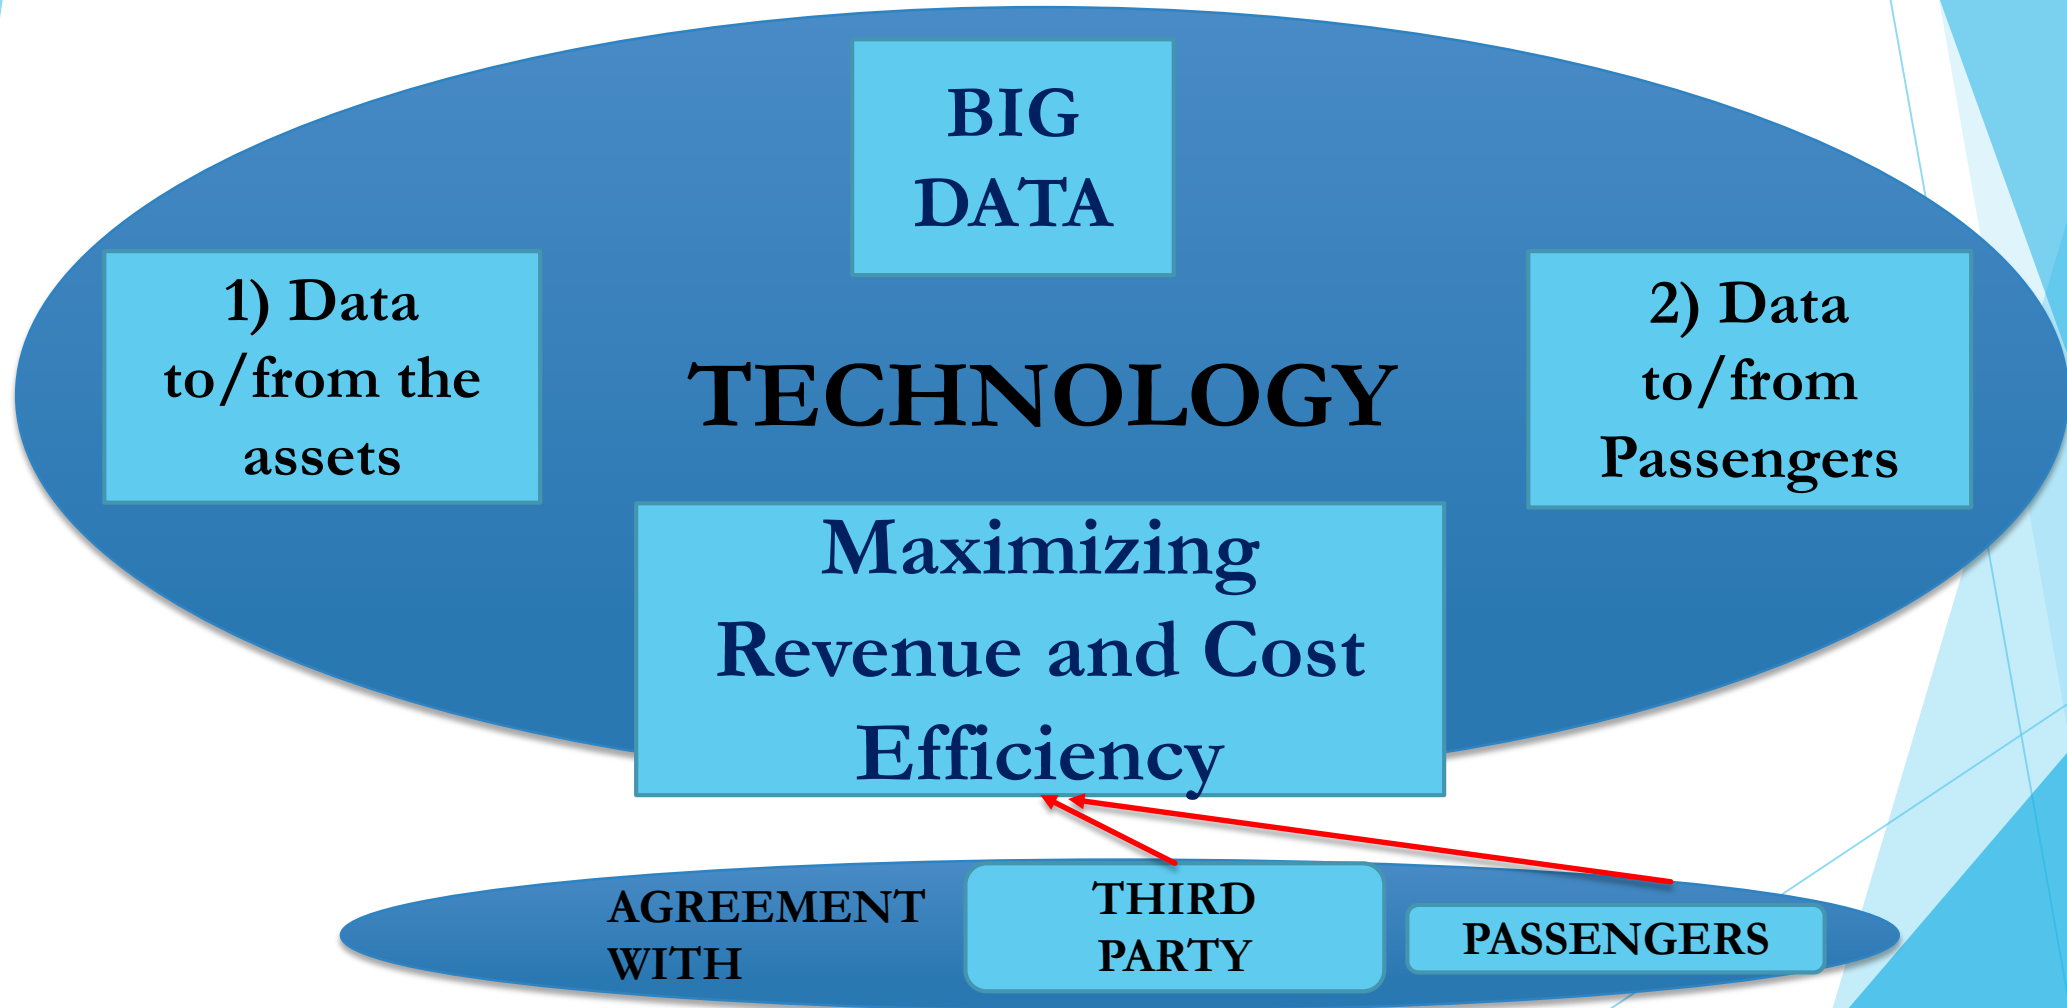 BIG
DATA
1) Data
to/from the
assets
TECHNOLOGY
2) Data
to/from
Passengers
Maximizing
Revenue and Cost
Efficiency
AGREEMENT
WITH
THIRD
PARTY
PASSENGERS